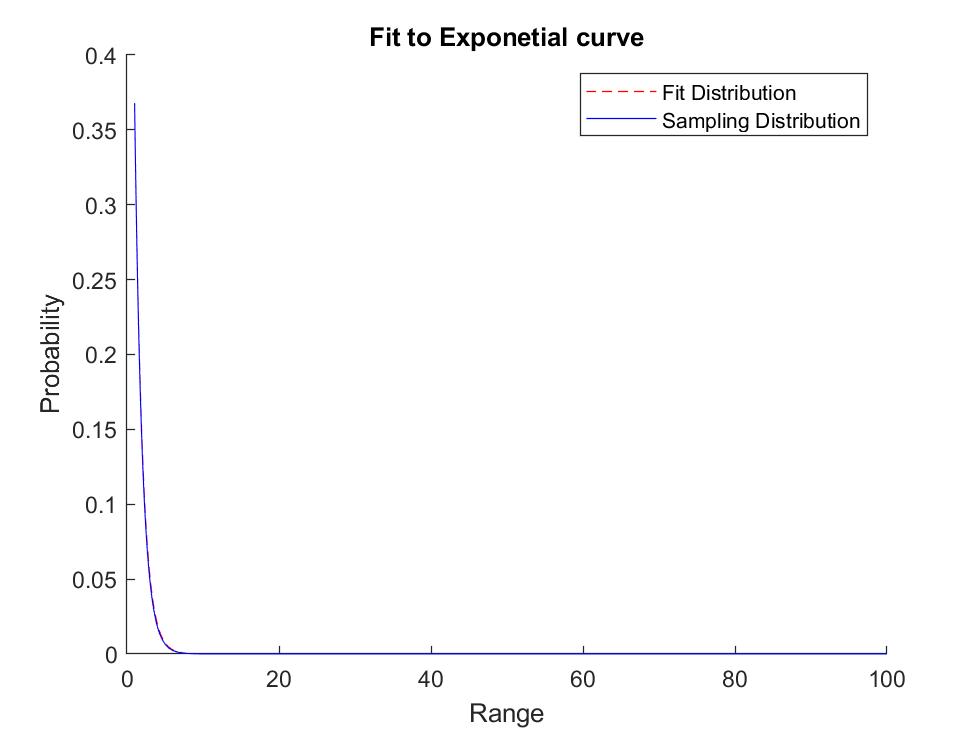 Fit to Exponetial curve
Fit Distribution
Sampling Distribution
Probability
0.4
0.35
0.3
0.25
0.2
0.15
0.1
0.05
0
0 20 40 60 80 100
Range